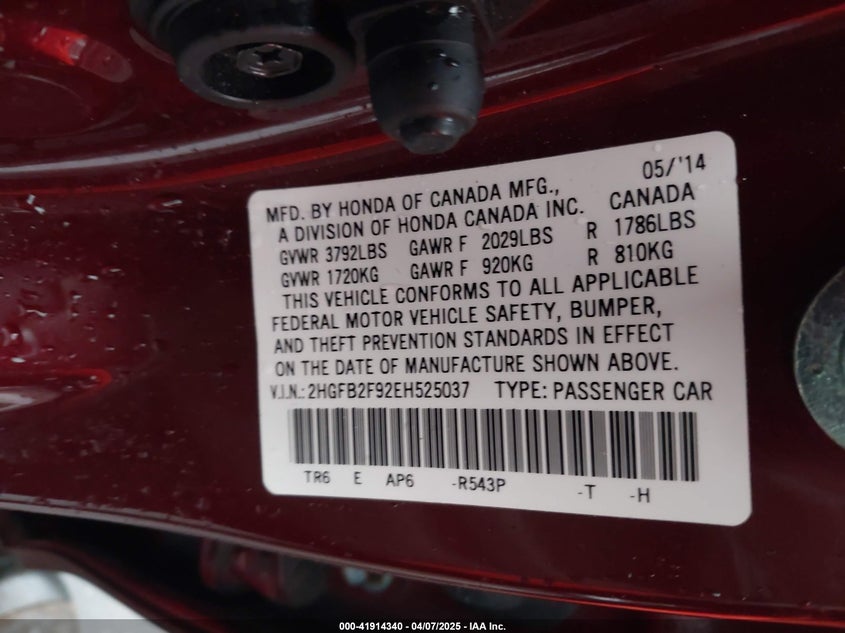 05/'14
MFD. BY HONDA OF CANADA MFG.,
A DIVISION OF HONDA CANADA INC. CANADA
GVWR 3792LBS GAWR F 2029LBS R 1786LBS
GVWR 1720KG GAWR F 920KG R 810KG
THIS VEHICLE CONFORMS TO ALL APPLICABLE
FEDERAL MOTOR VEHICLE SAFETY, BUMPER,
AND THEFT PREVENTION STANDARDS IN EFFECT
ON THE DATE OF MANUFACTURE SHOWN ABOVE.
V.I.N.: 2HGFB2F92EH525037 TYPE: PASSENGER CAR
TR6 E AP6 -R543P -T -H
000-41914340 - 04/07/2025 - IAA Inc.